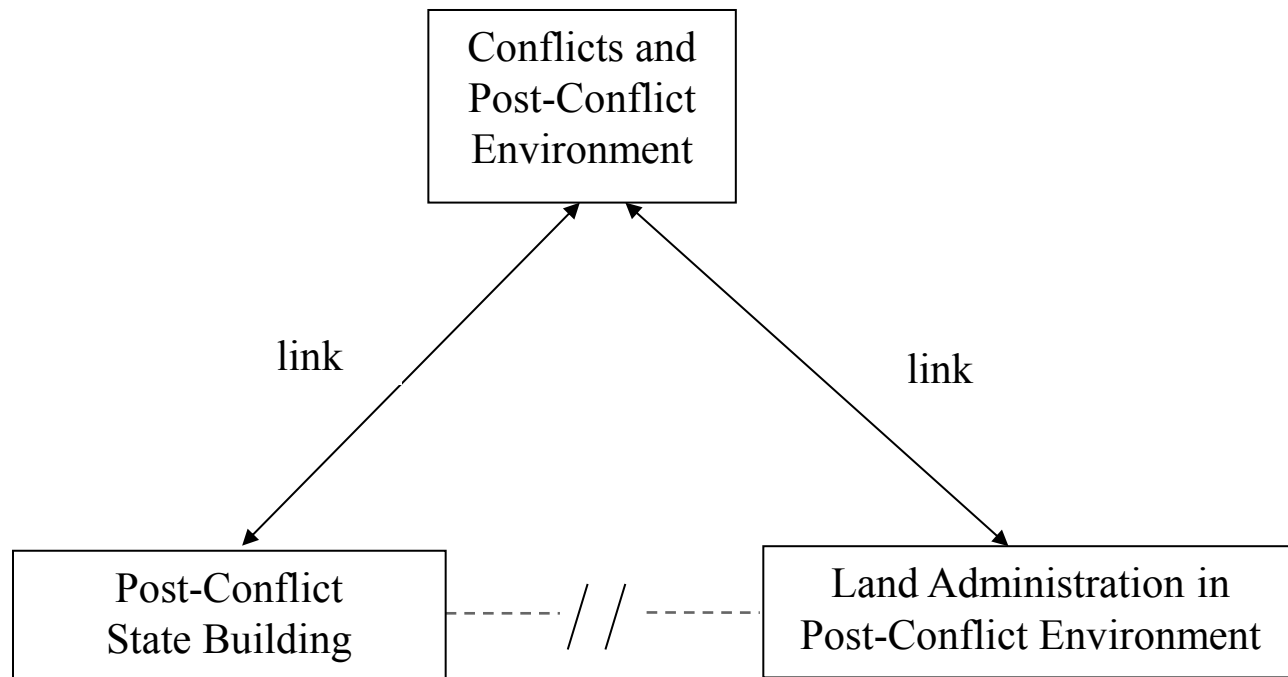 Conflicts and
Post-Conflict
Environment
link
link
Post-Conflict
State Building
Land Administration in
Post-Conflict Environment